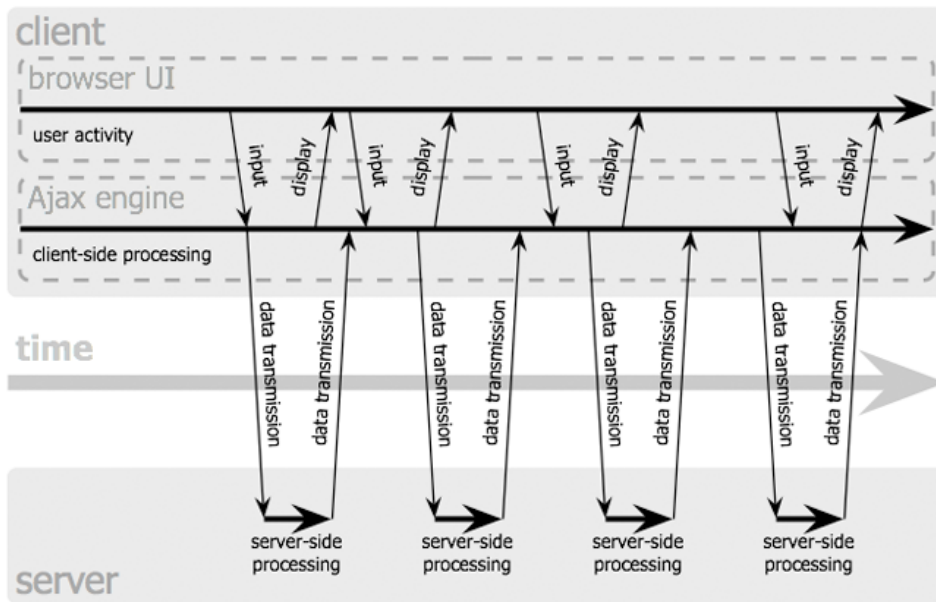 client
browser UI
user activity
input
display
input
display
input
display
input
display
Ajax engine
client-side processing
data transmission
data transmission
data transmission
data transmission
data transmission
data transmission
data transmission
data transmission
time
server-side
processing
server-side
processing
server-side
processing
server-side
processing
server